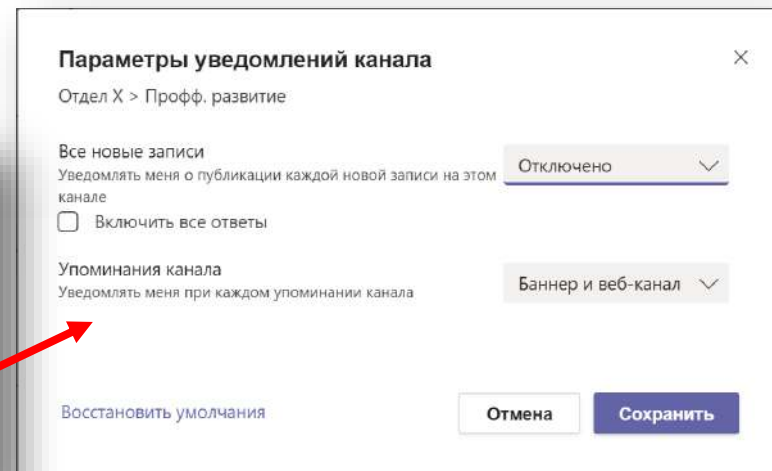 Параметры уведомлений канала
Отдел X > Профф. развитие
Все новые записи
Уведомлять меня о публикации каждой новой записи на этом
канале
Отключено
Включить все ответы
Упоминания канала
Уведомлять меня при каждом упоминании канала
Баннер и веб-канал
Восстановить умолчания
Отмена
Сохранить